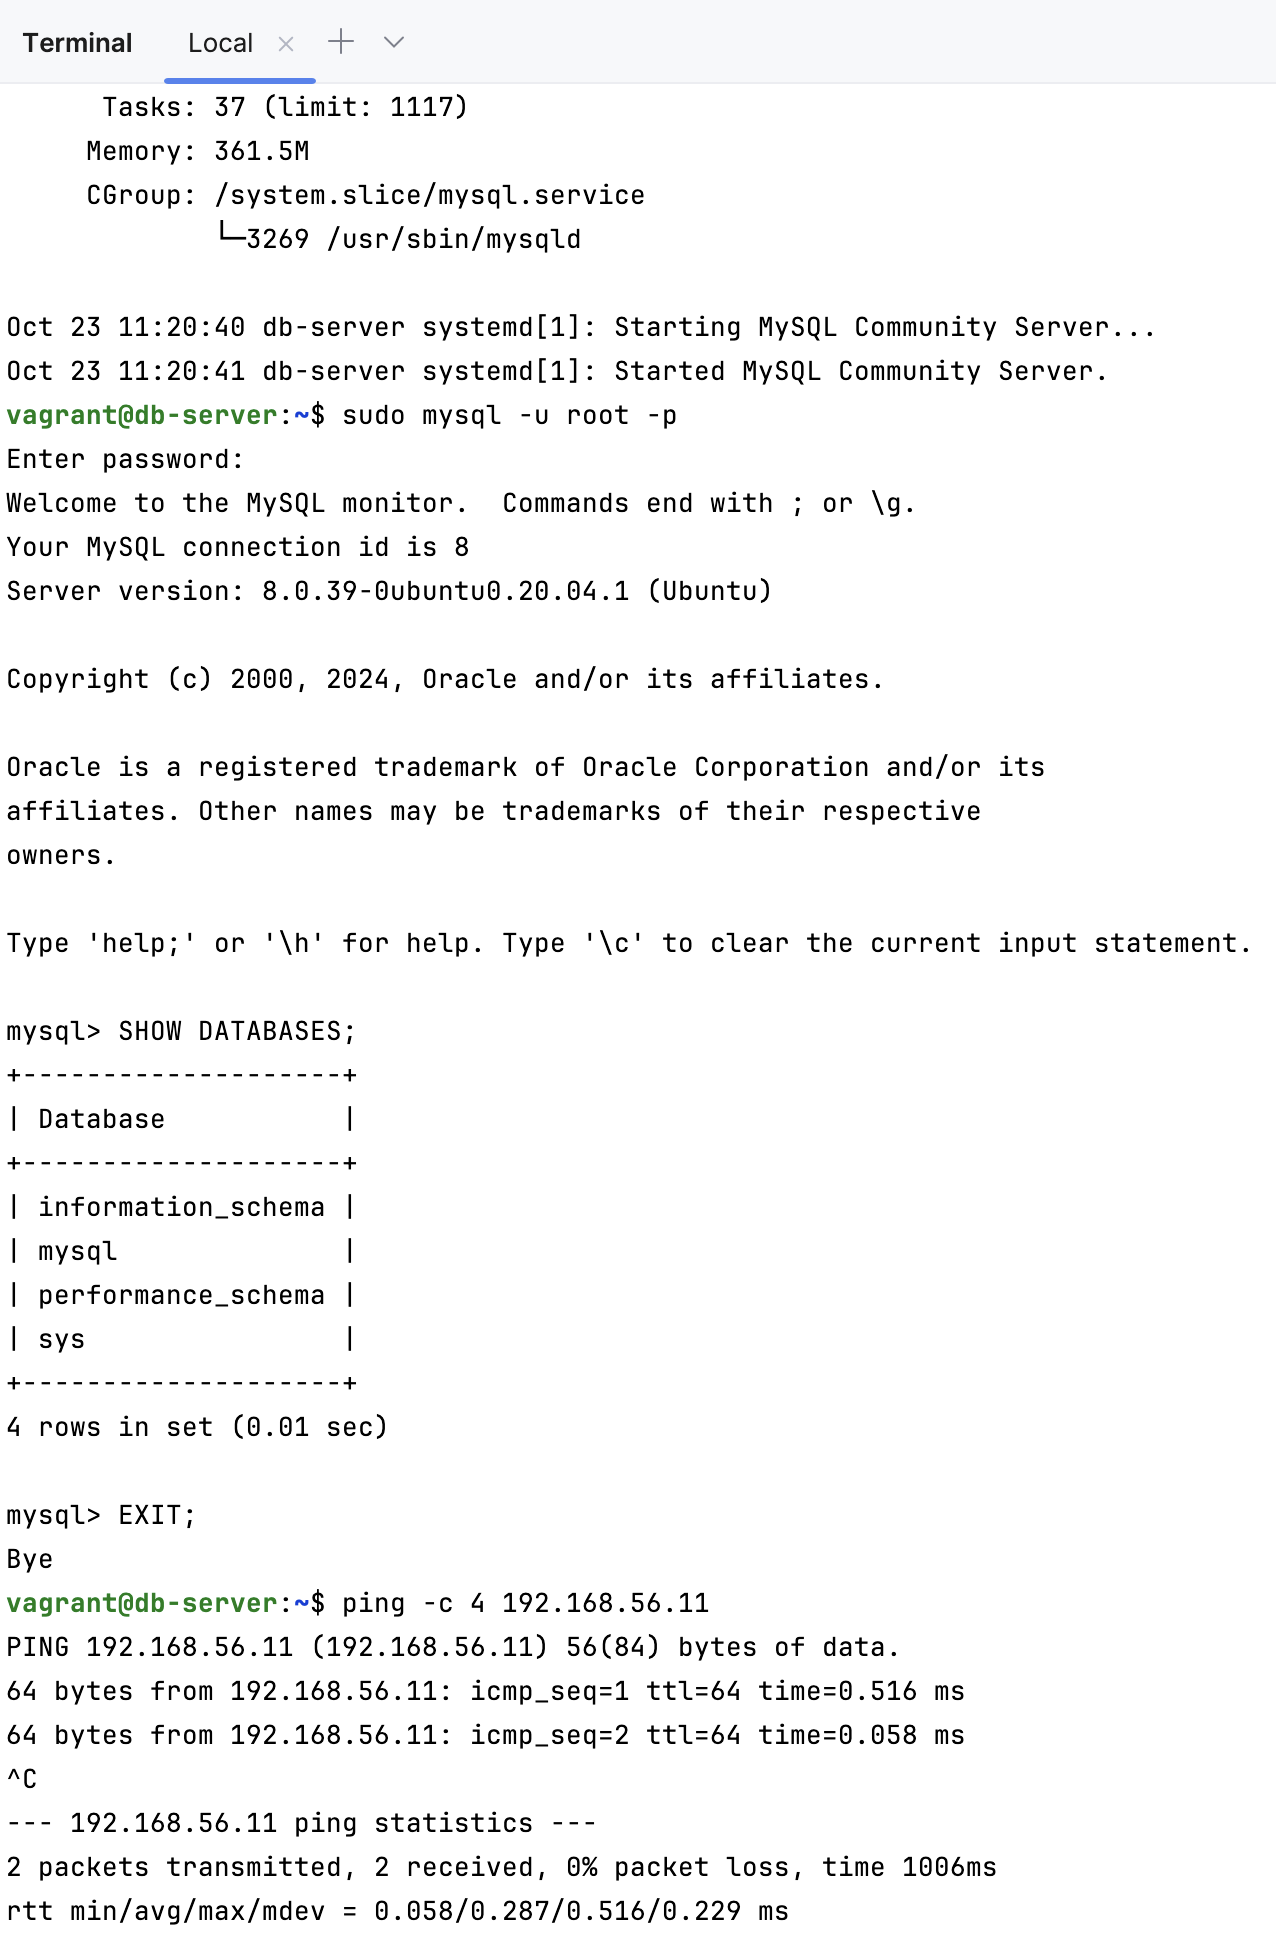 Terminal Local × +
Tasks: 37 (limit: 1117)
Memory: 361.5M
CGroup: /system.slice/mysql.service
└─3269 /usr/sbin/mysqld
Oct 23 11:20:40 db-server systemd[1]: Starting MySQL Community Server...
Oct 23 11:20:41 db-server systemd[1]: Started MySQL Community Server.
vagrant@db-server:~$ sudo mysql -u root -p
Enter password:
Welcome to the MySQL monitor.  Commands end with ; or \g.
Your MySQL connection id is 8
Server version: 8.0.39-0ubuntu0.20.04.1 (Ubuntu)
Copyright (c) 2000, 2024, Oracle and/or its affiliates.
Oracle is a registered trademark of Oracle Corporation and/or its
affiliates. Other names may be trademarks of their respective
owners.
Type 'help;' or '\h' for help. Type '\c' to clear the current input statement.
mysql> SHOW DATABASES;
+--------------------+
| Database           |
+--------------------+
| information_schema |
| mysql              |
| performance_schema |
| sys                |
+--------------------+
4 rows in set (0.01 sec)
mysql> EXIT;
Bye
vagrant@db-server:~$ ping -c 4 192.168.56.11
PING 192.168.56.11 (192.168.56.11) 56(84) bytes of data.
64 bytes from 192.168.56.11: icmp_seq=1 ttl=64 time=0.516 ms
64 bytes from 192.168.56.11: icmp_seq=2 ttl=64 time=0.058 ms
^C
--- 192.168.56.11 ping statistics ---
2 packets transmitted, 2 received, 0% packet loss, time 1006ms
rtt min/avg/max/mdev = 0.058/0.287/0.516/0.229 ms